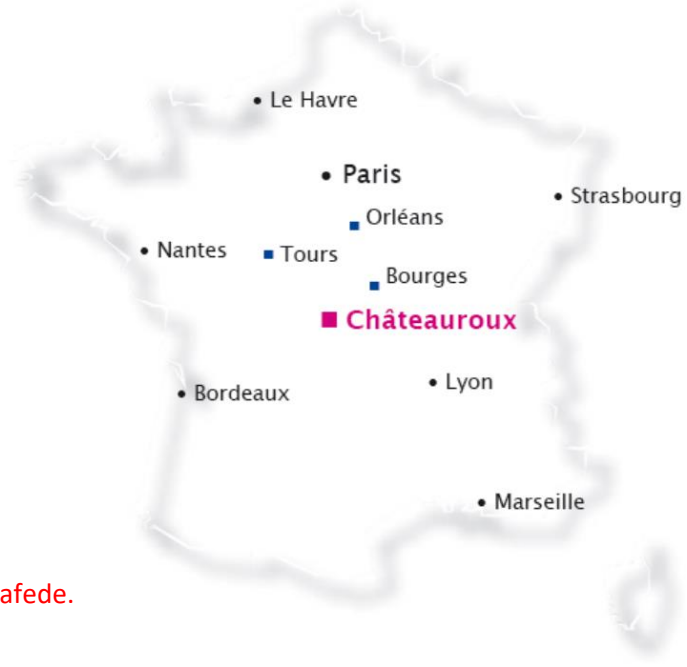 Le Havre
Paris
Strasbourg
Orléans
Nantes
Tours
Bourges
Châteauroux
Lyon
Bordeaux
Marseille
afede.